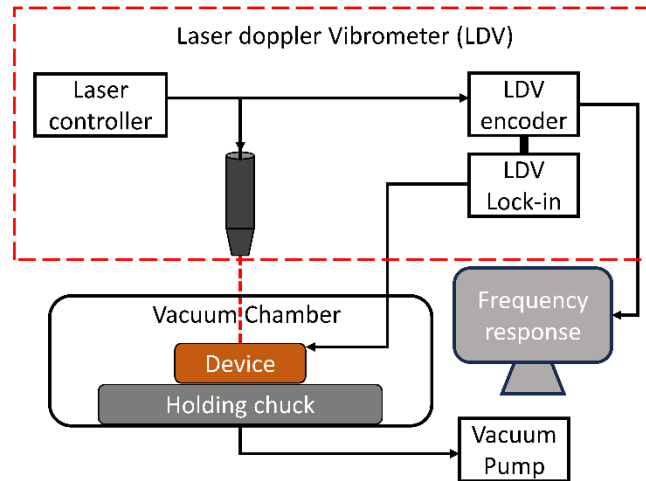 Laser doppler Vibrometer (LDV)
Laser
controller
LDV
encoder
LDV
Lock-in
Vacuum Chamber
Device
Holding chuck
Frequency
response
Vacuum
Pump